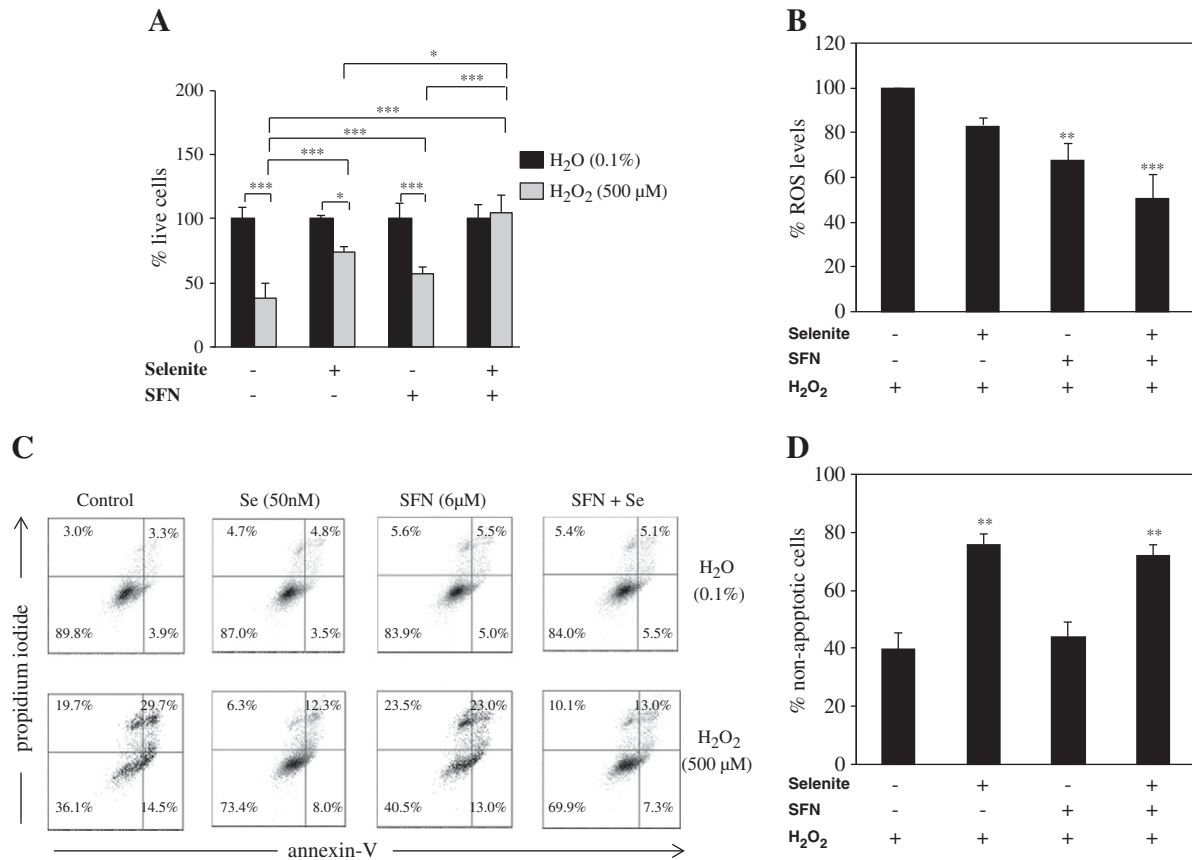 A
*
***
***
***
***
***
*
***
200
150
100
50
0
% live cells
H₂O (0.1%)
H₂O₂ (500 µM)
Selenite - + - +
SFN - - + +
B
120
100
80
60
40
20
0
% ROS levels
**
***
Selenite - + - +
SFN - - + +
H₂O₂ + + + +
C
Control Se (50nM) SFN (6µM) SFN + Se
3.0% 3.3% 4.7% 4.8% 5.6% 5.5% 5.4% 5.1%
H₂O
(0.1%)
89.8% 3.9% 87.0% 3.5% 83.9% 5.0% 84.0% 5.5%
19.7% 29.7% 6.3% 12.3% 23.5% 23.0% 10.1% 13.0%
H₂O₂
(500 µM)
36.1% 14.5% 73.4% 8.0% 40.5% 13.0% 69.9% 7.3%
propidium iodide
annexin-V
D
100
80
60
40
20
0
% non-apoptotic cells
**
**
Selenite - + - +
SFN - - + +
H₂O₂ + + + +